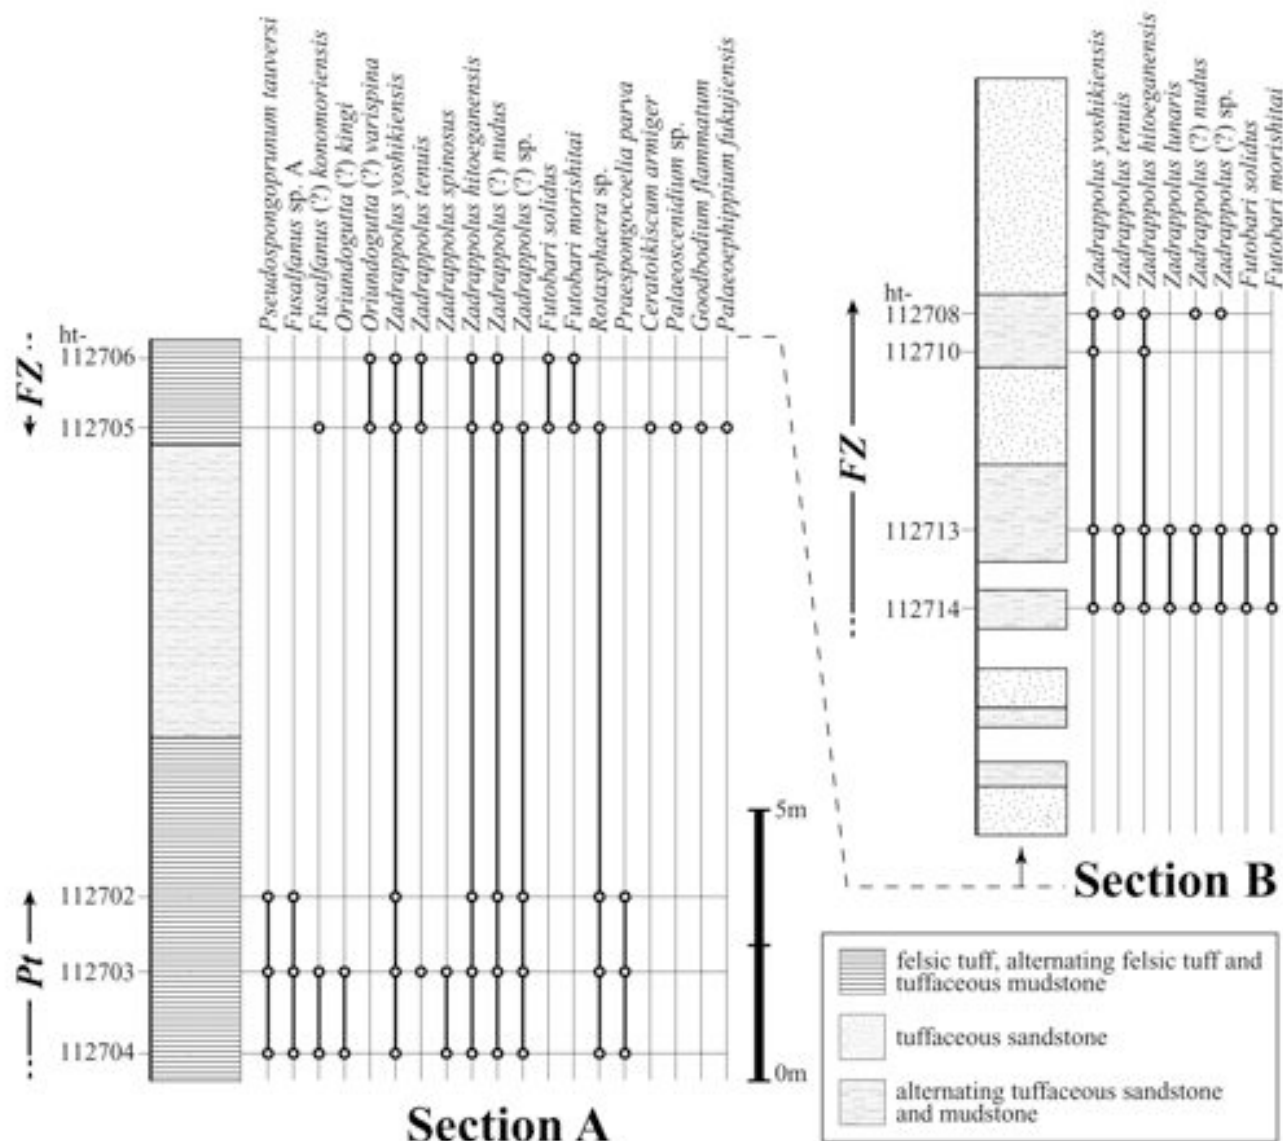 Pseudospongoprunum tauversi
Fusalfanus sp. A
Fusalfanus (?) konomoriensis
Oriundogutta (?) kingi
Oriundogutta (?) varispina
Zadrappolus yoshikiensis
Zadrappolus tenuis
Zadrappolus spinosus
Zadrappolus hitoeganensis
Zadrappolus (?) nudus
Zadrappolus (?) sp.
Futobari solidus
Futobari morishitai
Rotasphaera sp.
Praespongocoelia parva
Ceratoikiscum armiger
Palaeoscenidium sp.
Goodbodium flammatum
Palaeoephippium fukujiensis
ht-
112706
112705
112702
112703
112704
FZ
Pt
5m
0m
Section A
Zadrappolus yoshikiensis
Zadrappolus tenuis
Zadrappolus hitoeganensis
Zadrappolus lunaris
Zadrappolus (?) nudus
Zadrappolus (?) sp.
Futobari solidus
Futobari morishitai
ht-
112708
112710
112713
112714
FZ
Section B
felsic tuff, alternating felsic tuff and
tuffaceous mudstone
tuffaceous sandstone
alternating tuffaceous sandstone
and mudstone